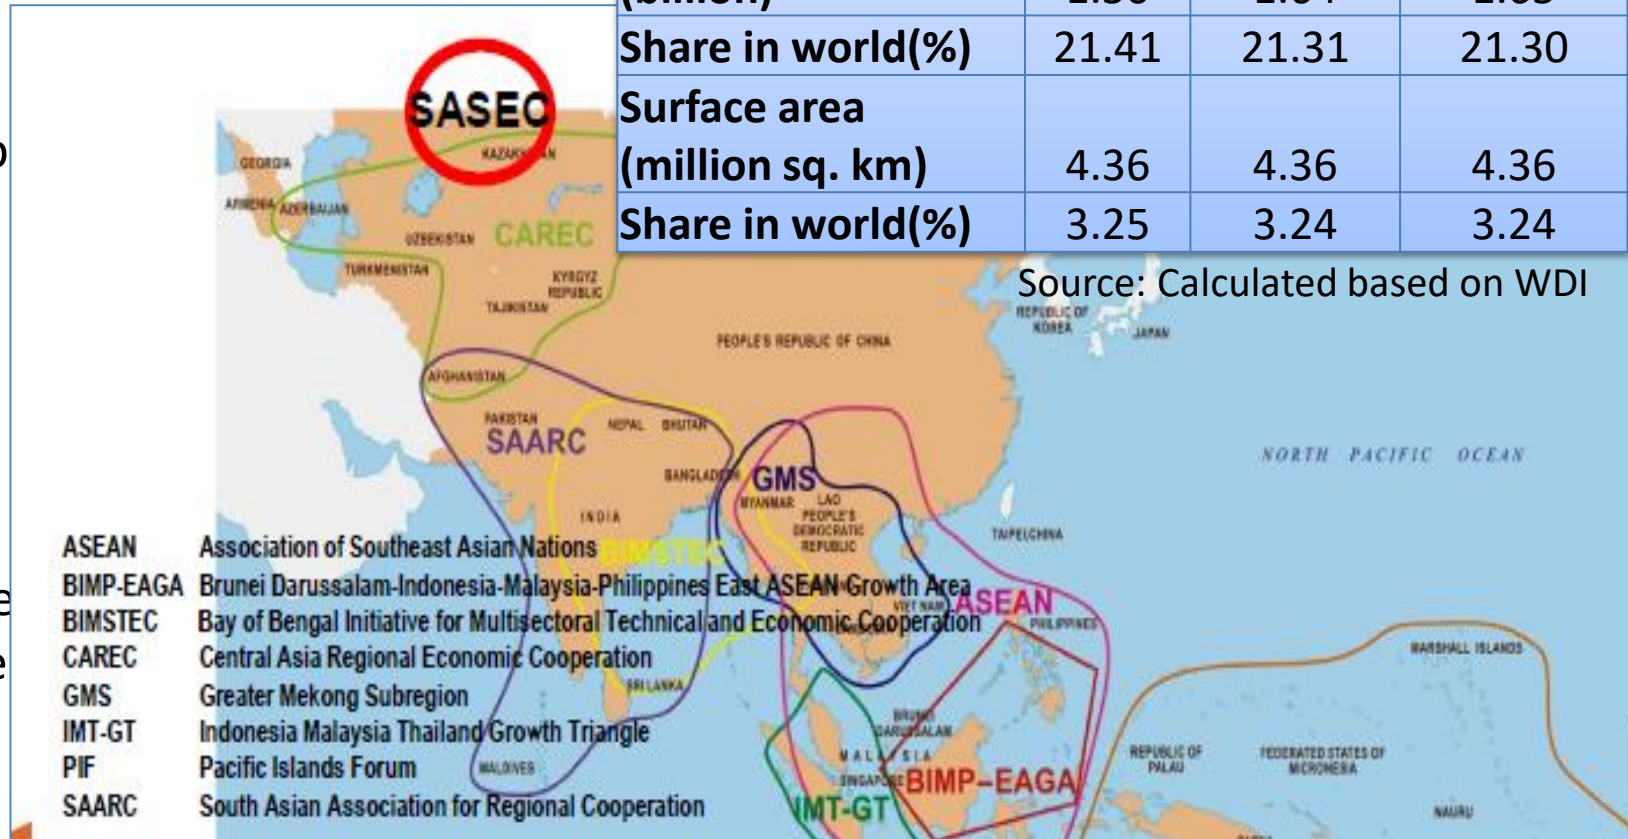 Share in world(%) 21.41 21.31 21.30
Surface area
(million sq. km) 4.36 4.36 4.36
Share in world(%) 3.25 3.24 3.24
Source: Calculated based on WDI
SASEC
GEORGIA
KAZAKHSTAN
ARMENIA AZERBAIJAN
UZBEKISTAN CAREC
TURKMENISTAN
KYRGYZ
REPUBLIC
TAJIKISTAN
REPUBLIC OF
KOREA
JAPAN
PEOPLE'S REPUBLIC OF CHINA
AFGHANISTAN
PAKISTAN
SAARC
NEPAL BHUTAN
BANGLADESH
GMS
MYANMAR
LAO
PEOPLE'S
DEMOCRATIC
REPUBLIC
INDIA
NORTH PACIFIC OCEAN
TAIPEI,CHINA
BIMSTEC
ASEAN Association of Southeast Asian Nations
BIMP-EAGA Brunei Darussalam-Indonesia-Malaysia-Philippines East ASEAN Growth Area
BIMSTEC Bay of Bengal Initiative for Multisectoral Technical and Economic Cooperation
CAREC Central Asia Regional Economic Cooperation
GMS Greater Mekong Subregion
IMT-GT Indonesia Malaysia Thailand Growth Triangle
PIF Pacific Islands Forum
SAARC South Asian Association for Regional Cooperation
VIET NAM
ASEAN
PHILIPPINES
SRI LANKA
MALDIVES
BRUNEI
DARUSSALAM
MALAYSIA
SINGAPORE
BIMP–EAGA
IMT-GT
MARSHALL ISLANDS
REPUBLIC OF
PALAU
FEDERATED STATES OF
MICRONESIA
NAURU